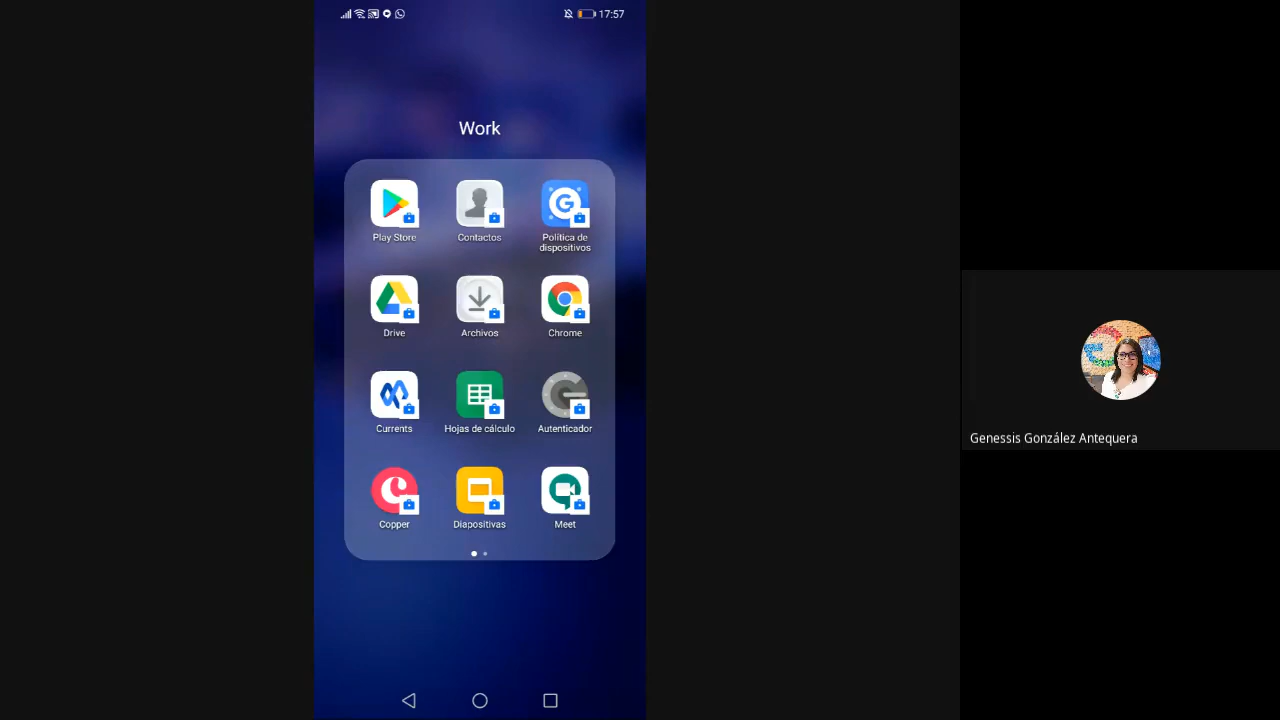 17:57
Work
Play Store
Contactos
Política de
dispositivos
Drive
Archivos
Chrome
Currents
Hojas de cálculo
Autenticador
Copper
Diapositivas
Meet
Genessis González Antequera